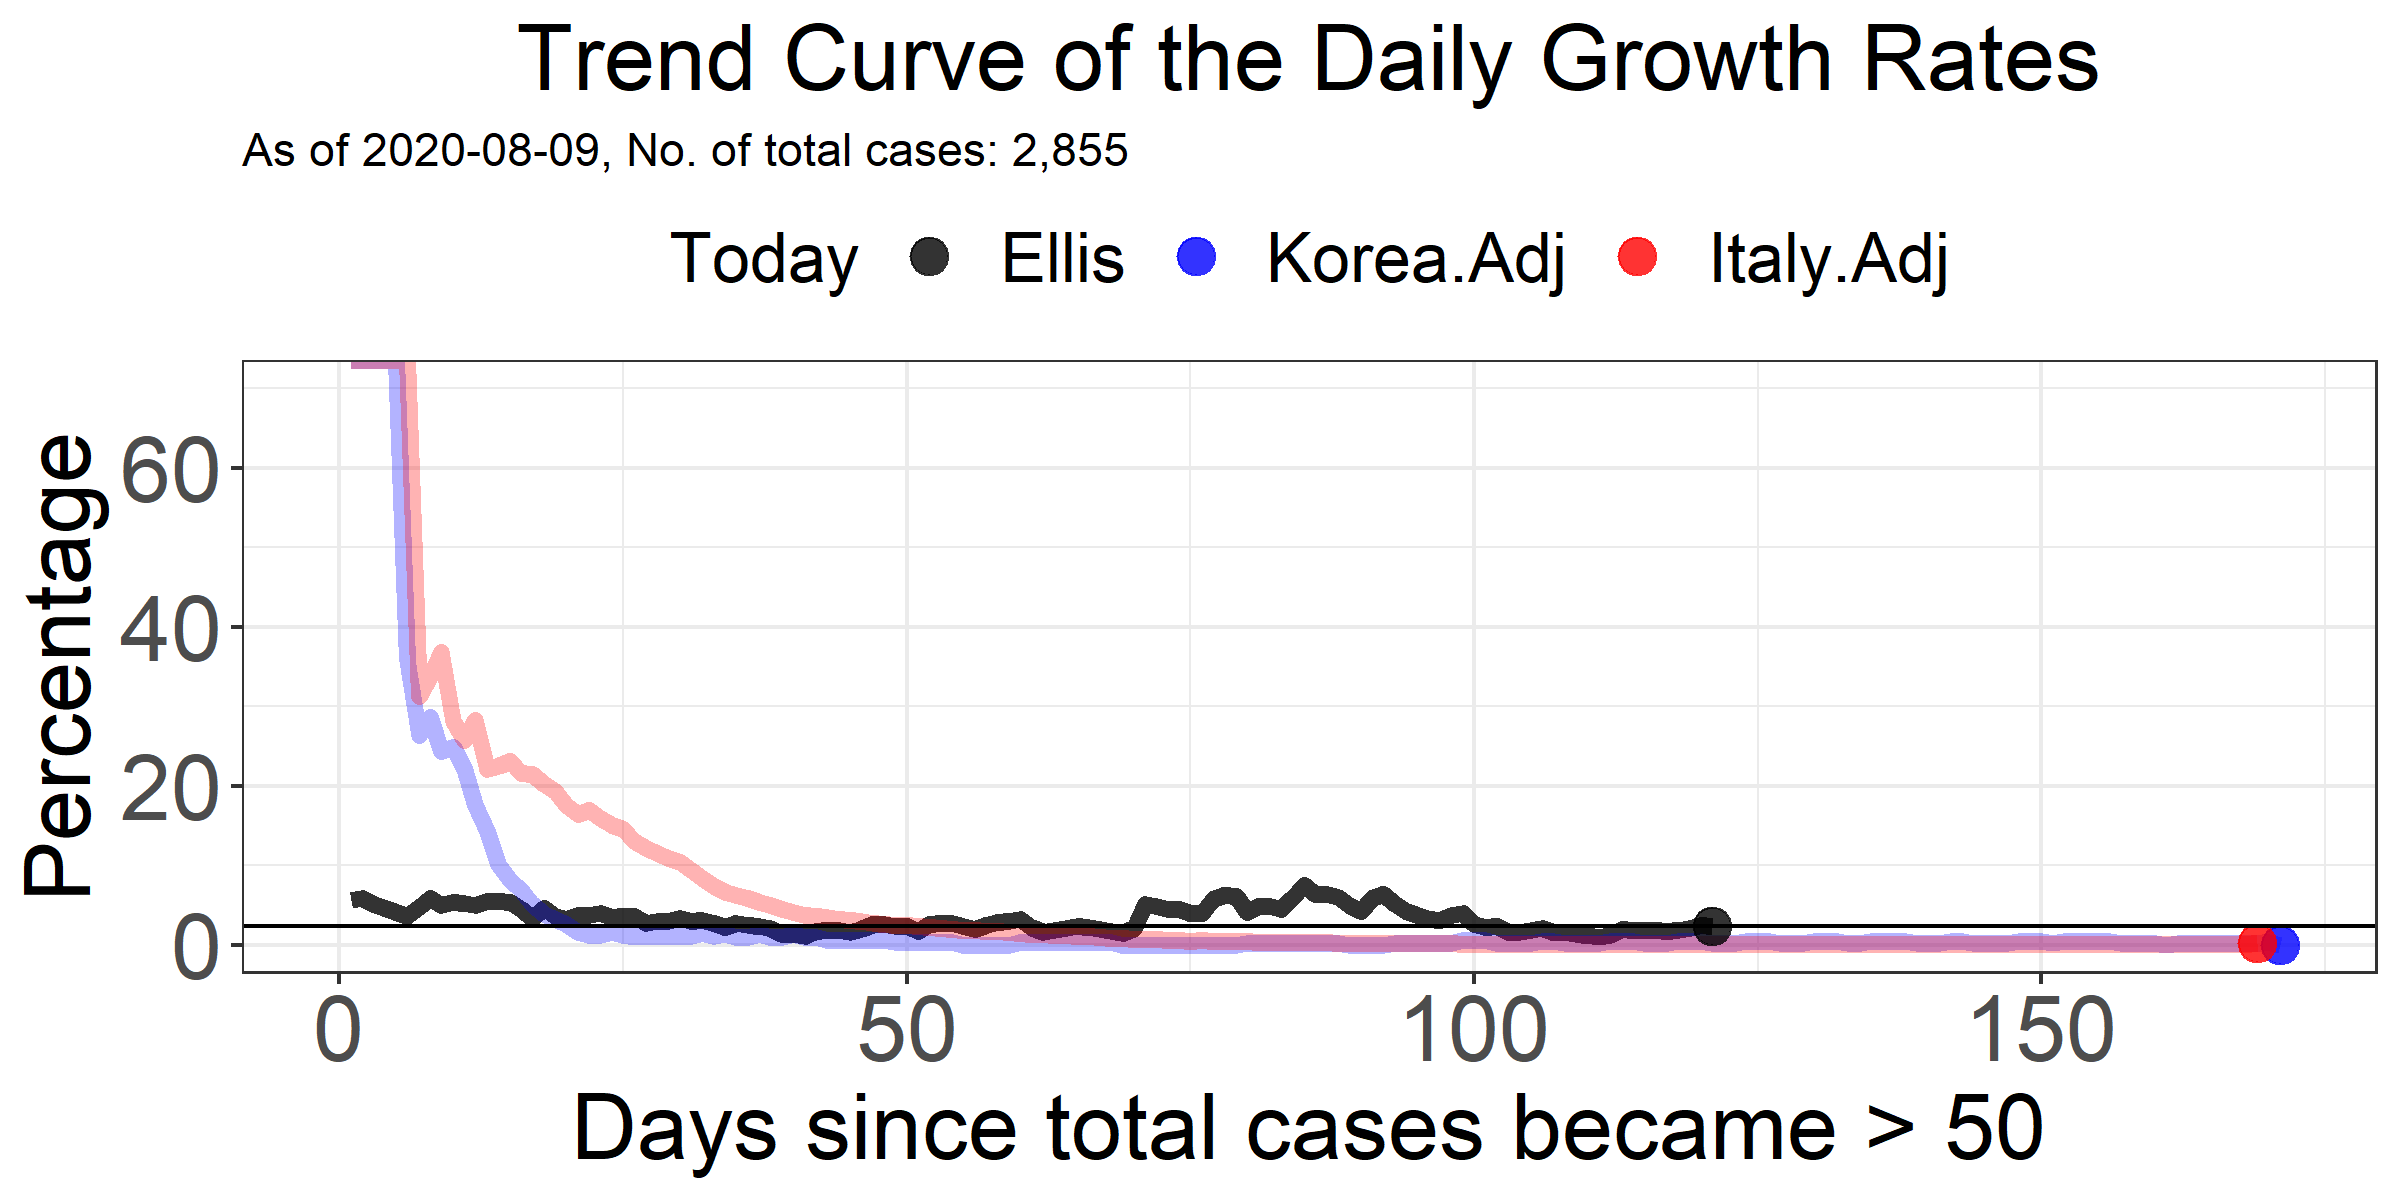 Trend Curve of the Daily Growth Rates
As of 2020-08-09, No. of total cases: 2,855
Today Ellis Korea.Adj Italy.Adj
Percentage
60
40
20
0
0 50 100 150
Days since total cases became > 50